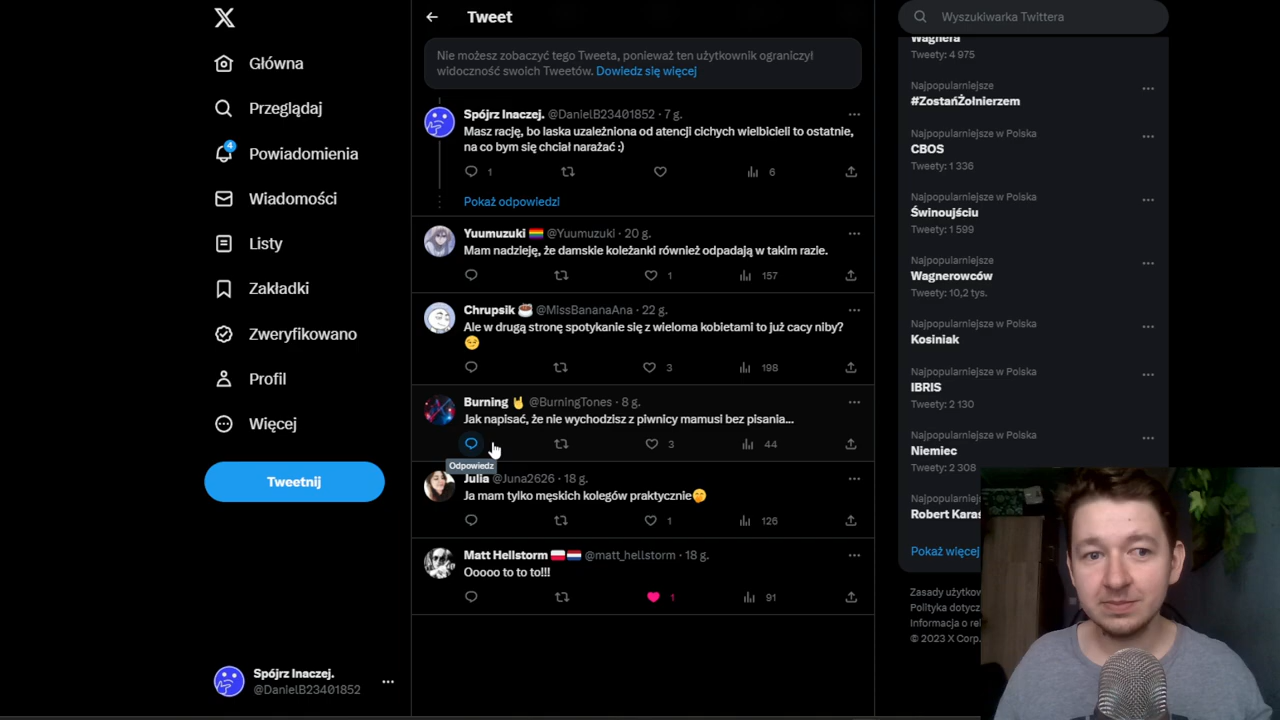 Główna
Przeglądaj
4
Powiadomienia
Wiadomości
Listy
Zakładki
Zweryfikowano
Profil
Więcej
Tweetnij
Spójrz Inaczej.
@DanielB23401852
Tweet
Nie możesz zobaczyć tego Tweeta, ponieważ ten użytkownik ograniczył
widoczność swoich Tweetów. Dowiedz się więcej
Spójrz Inaczej. @DanielB23401852 · 7 g.
Masz rację, bo laska uzależniona od atencji cichych wielbicieli to ostatnie,
na co bym się chciał narażać :)
1 6
Pokaż odpowiedzi
Yuumuzuki @Yuumuzuki · 20 g.
Mam nadzieję, że damskie koleżanki również odpadają w takim razie.
1 157
Chrupsik @MissBananaAna · 22 g.
Ale w drugą stronę spotykanie się z wieloma kobietami to już cacy niby?
3 198
Burning @BurningTones · 8 g.
Jak napisać, że nie wychodzisz z piwnicy mamusi bez pisania...
3 44
Odpowiedz
Julia @Juna2626 · 18 g.
Ja mam tylko męskich kolegów praktycznie
1 126
Matt Hellstorm @matt_hellstorm · 18 g.
Ooooo to to to!!!
1 91
Wyszukiwarka Twittera
Wagnera
Tweety: 4 975
Najpopularniejsze
#ZostańŻołnierzem
Najpopularniejsze w Polska
CBOS
Tweety: 1 336
Najpopularniejsze w Polska
Świnoujściu
Tweety: 1 599
Najpopularniejsze
Wagnerowców
Tweety: 10,2 tys.
Najpopularniejsze w Polska
Kosiniak
Najpopularniejsze w Polska
IBRIS
Tweety: 2 130
Najpopularniejsze w Polska
Niemiec
Tweety: 2 308
Najpopularniejsze
Robert Karaś
Pokaż więcej
Zasady
Polityka
Informacja o
© 2023 X Corp.